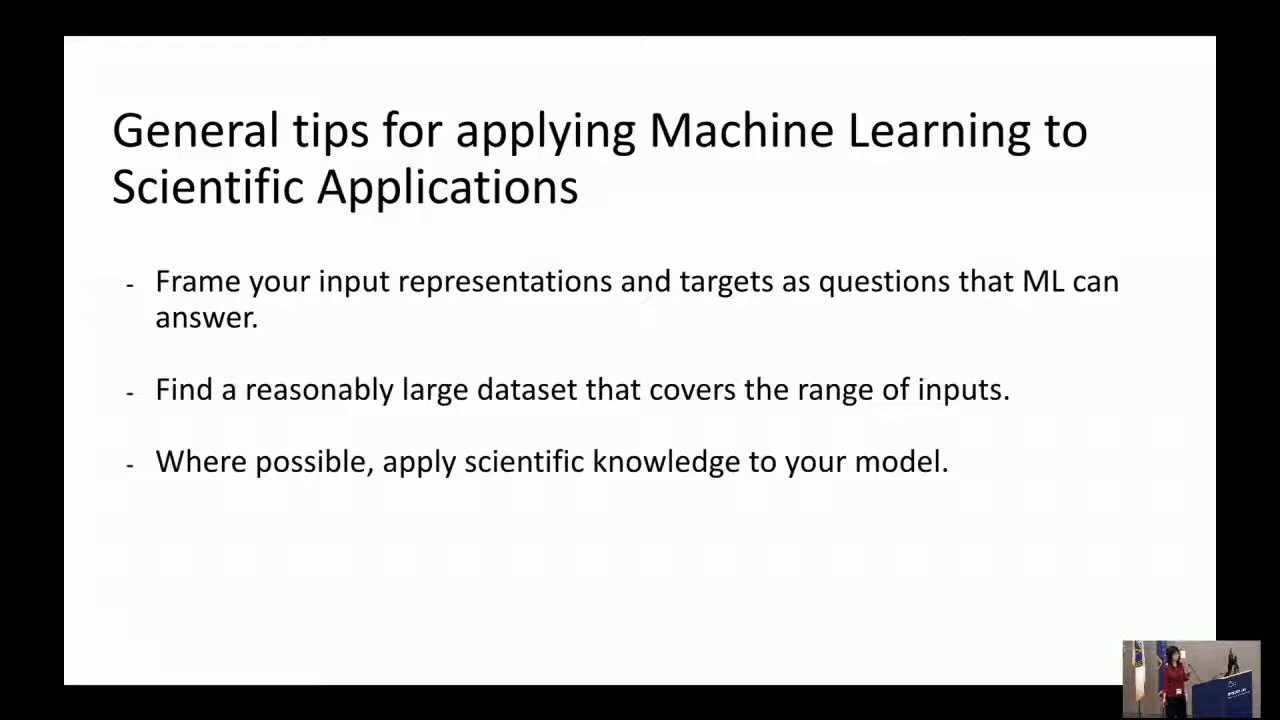 General tips for applying Machine Learning to
Scientific Applications
- Frame your input representations and targets as questions that ML can
answer.
- Find a reasonably large dataset that covers the range of inputs.
- Where possible, apply scientific knowledge to your model.